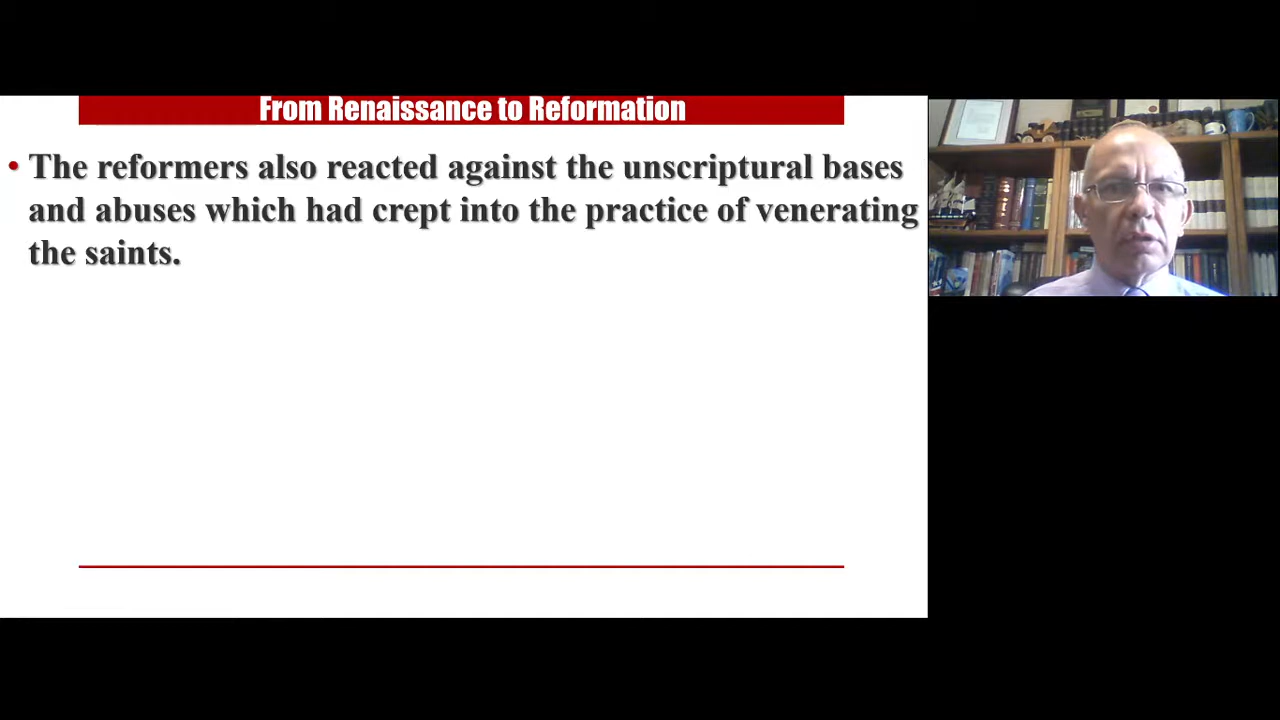 From Renaissance to Reformation
• The reformers also reacted against the unscriptural bases
and abuses which had crept into the practice of venerating
the saints.